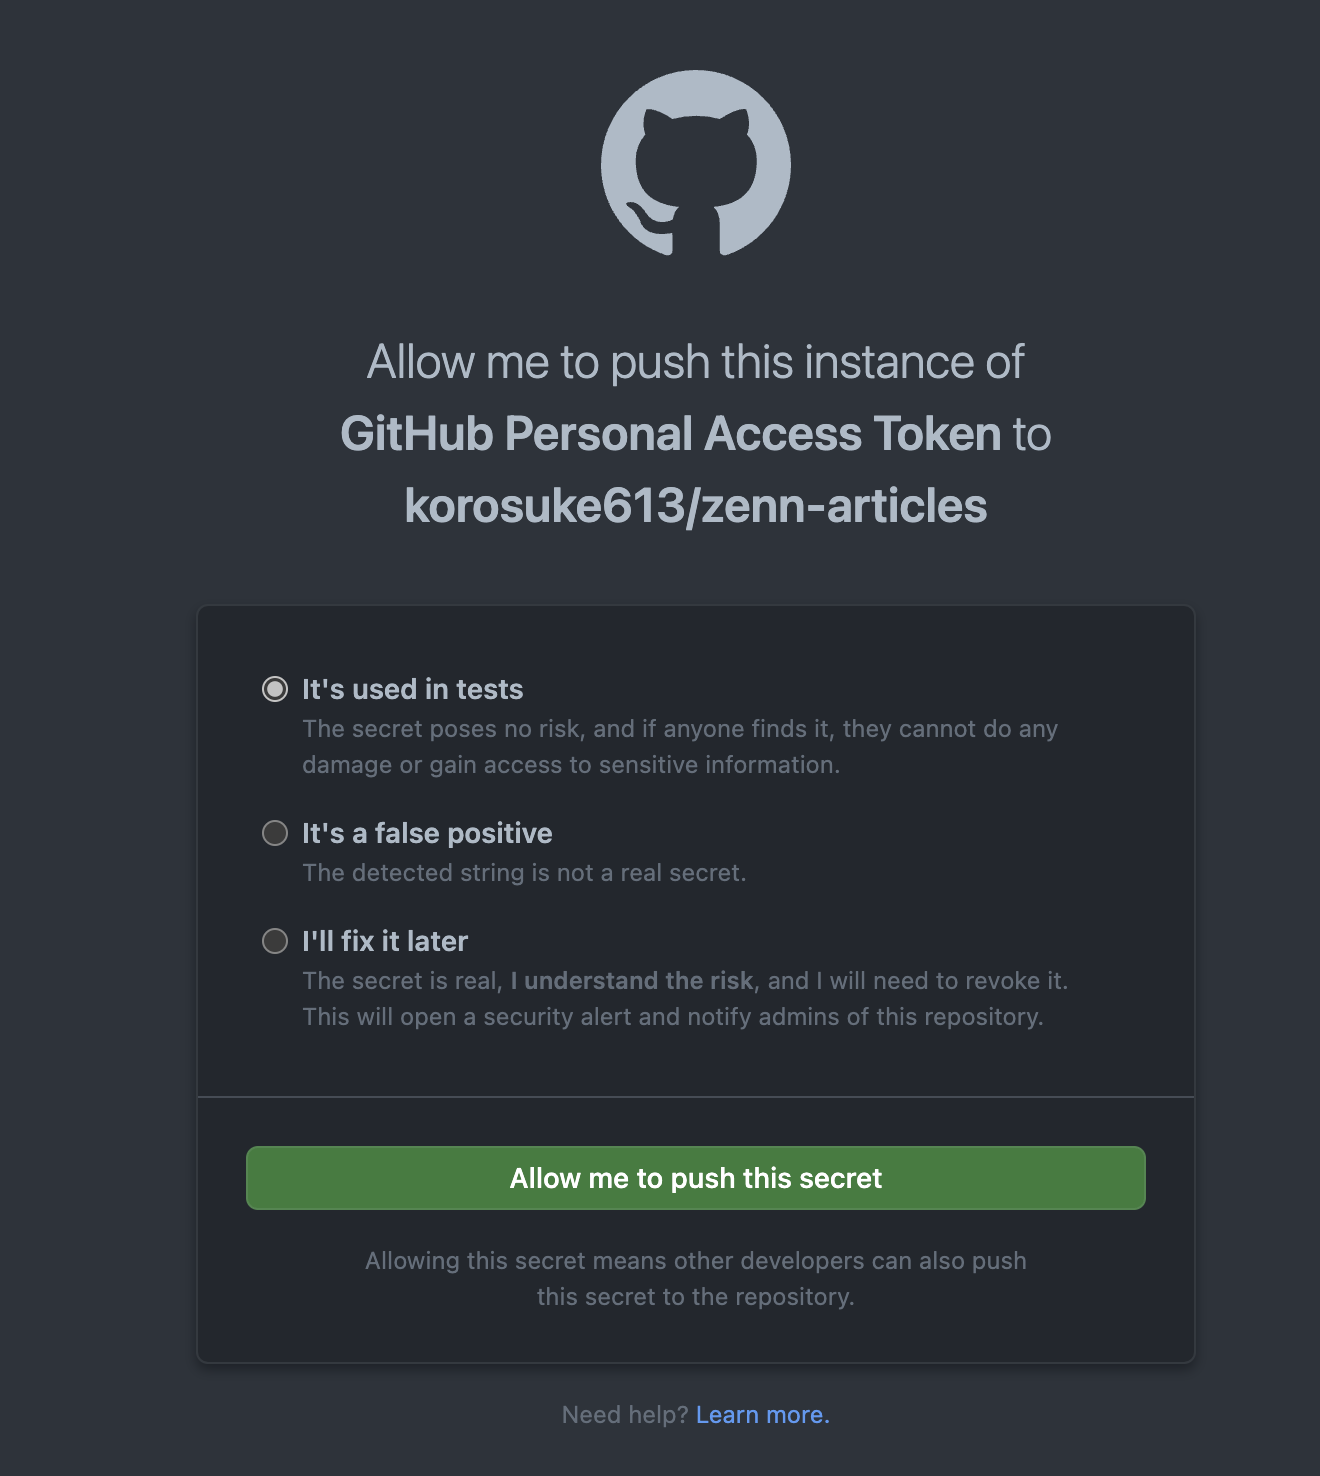 Allow me to push this instance of
GitHub Personal Access Token to
korosuke613/zenn-articles
It's used in tests
The secret poses no risk, and if anyone finds it, they cannot do any
damage or gain access to sensitive information.
It's a false positive
The detected string is not a real secret.
I'll fix it later
The secret is real, I understand the risk, and I will need to revoke it.
This will open a security alert and notify admins of this repository.
Allow me to push this secret
Allowing this secret means other developers can also push
this secret to the repository.
Need help? Learn more.